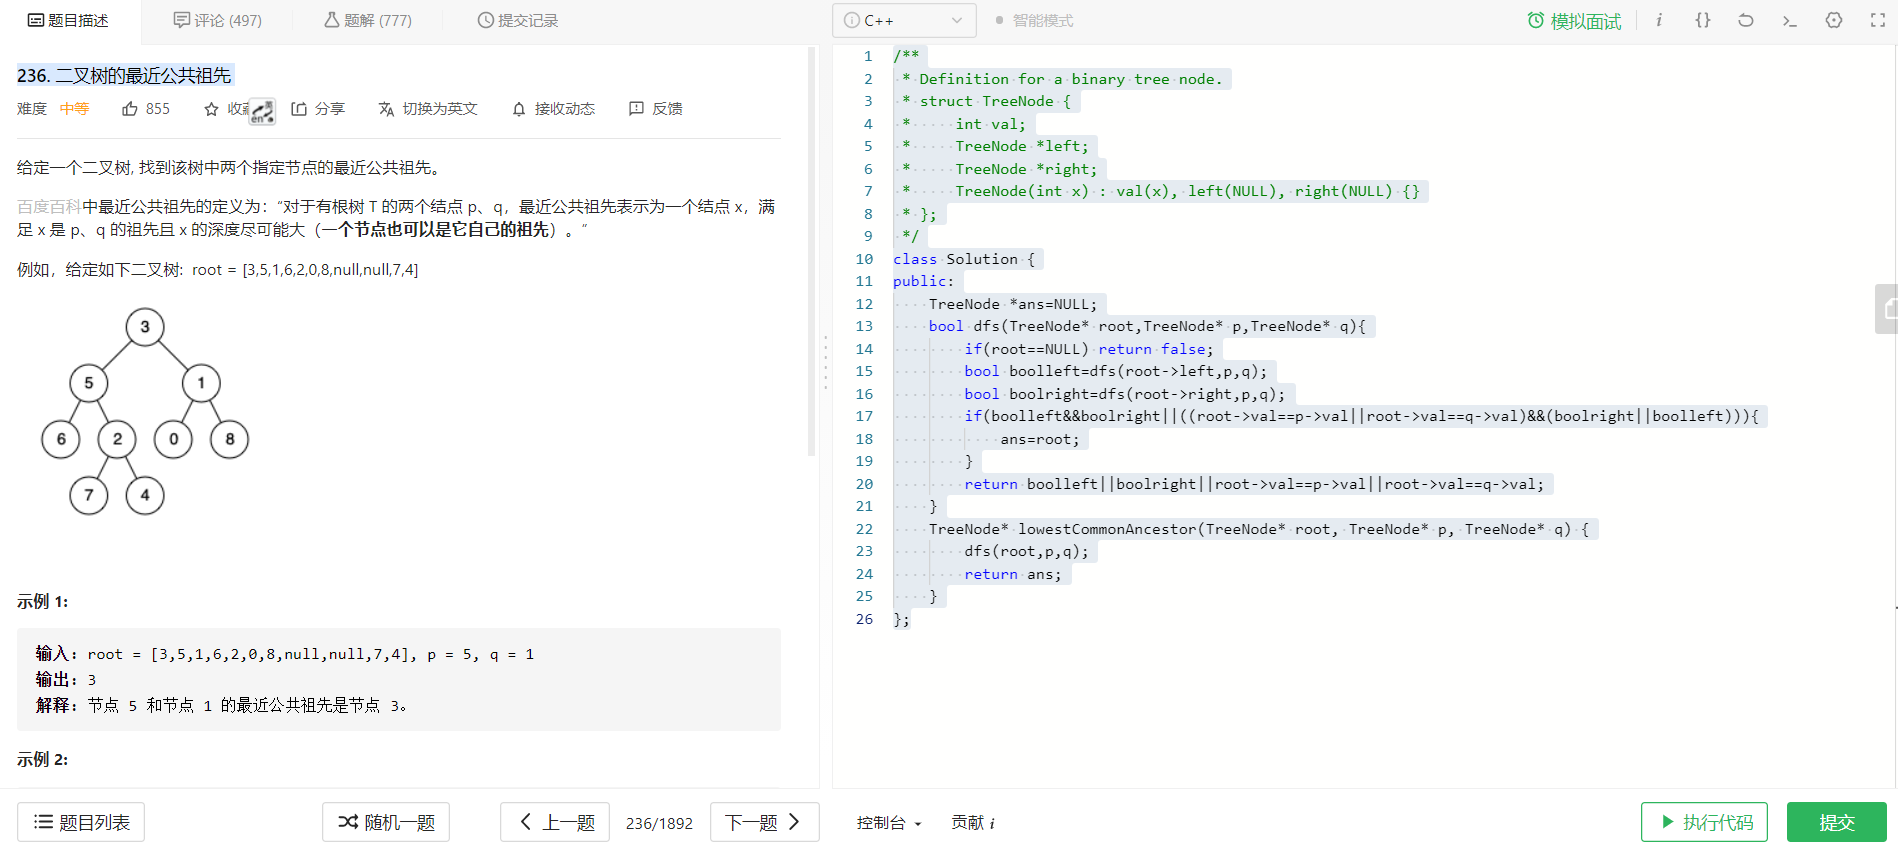 题目描述
评论 (497)
题解 (777)
提交记录
C++
智能模式
模拟面试
i
{}
236. 二叉树的最近公共祖先
难度 中等 855 收藏 分享 切换为英文 接收动态 反馈
en
给定一个二叉树, 找到该树中两个指定节点的最近公共祖先。
百度百科中最近公共祖先的定义为：“对于有根树 T 的两个结点 p、q，最近公共祖先表示为一个结点 x，满
足 x 是 p、q 的祖先且 x 的深度尽可能大（一个节点也可以是它自己的祖先）。”
例如，给定如下二叉树:  root = [3,5,1,6,2,0,8,null,null,7,4]
3
5 1
6 2 0 8
7 4
示例 1:
输入: root = [3,5,1,6,2,0,8,null,null,7,4], p = 5, q = 1
输出: 3
解释: 节点 5 和节点 1 的最近公共祖先是节点 3。
示例 2:
1 /**
2  * Definition for a binary tree node.
3  * struct TreeNode {
4  *     int val;
5  *     TreeNode *left;
6  *     TreeNode *right;
7  *     TreeNode(int x) : val(x), left(NULL), right(NULL) {}
8  * };
9  */
10 class Solution {
11 public:
12     TreeNode *ans=NULL;
13     bool dfs(TreeNode* root,TreeNode* p,TreeNode* q){
14         if(root==NULL) return false;
15         bool boolleft=dfs(root->left,p,q);
16         bool boolright=dfs(root->right,p,q);
17         if(boolleft&&boolright||((root->val==p->val||root->val==q->val)&&(boolright||boolleft))){
18             ans=root;
19         }
20         return boolleft||boolright||root->val==p->val||root->val==q->val;
21     }
22     TreeNode* lowestCommonAncestor(TreeNode* root, TreeNode* p, TreeNode* q) {
23         dfs(root,p,q);
24         return ans;
25     }
26 };
题目列表
随机一题
上一题
236/1892
下一题
控制台
贡献 i
执行代码
提交